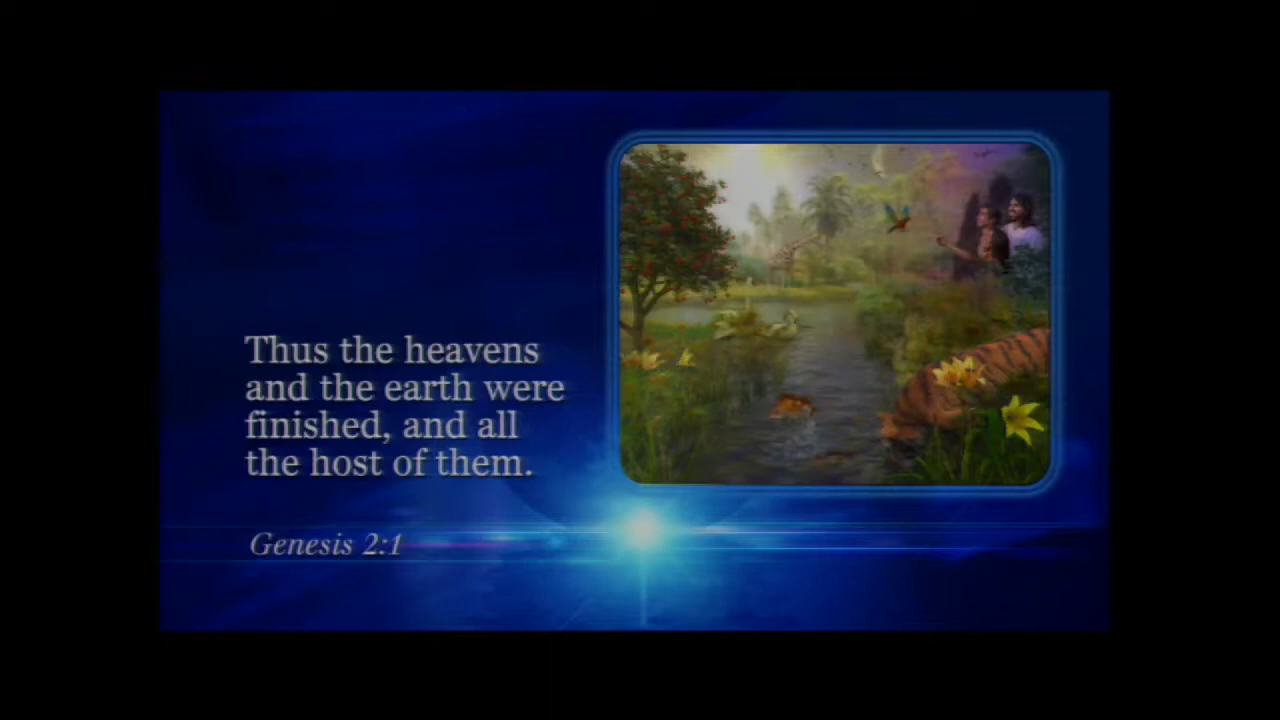 Thus the heavens
and the earth were
finished, and all
the host of them.
Genesis 2:1